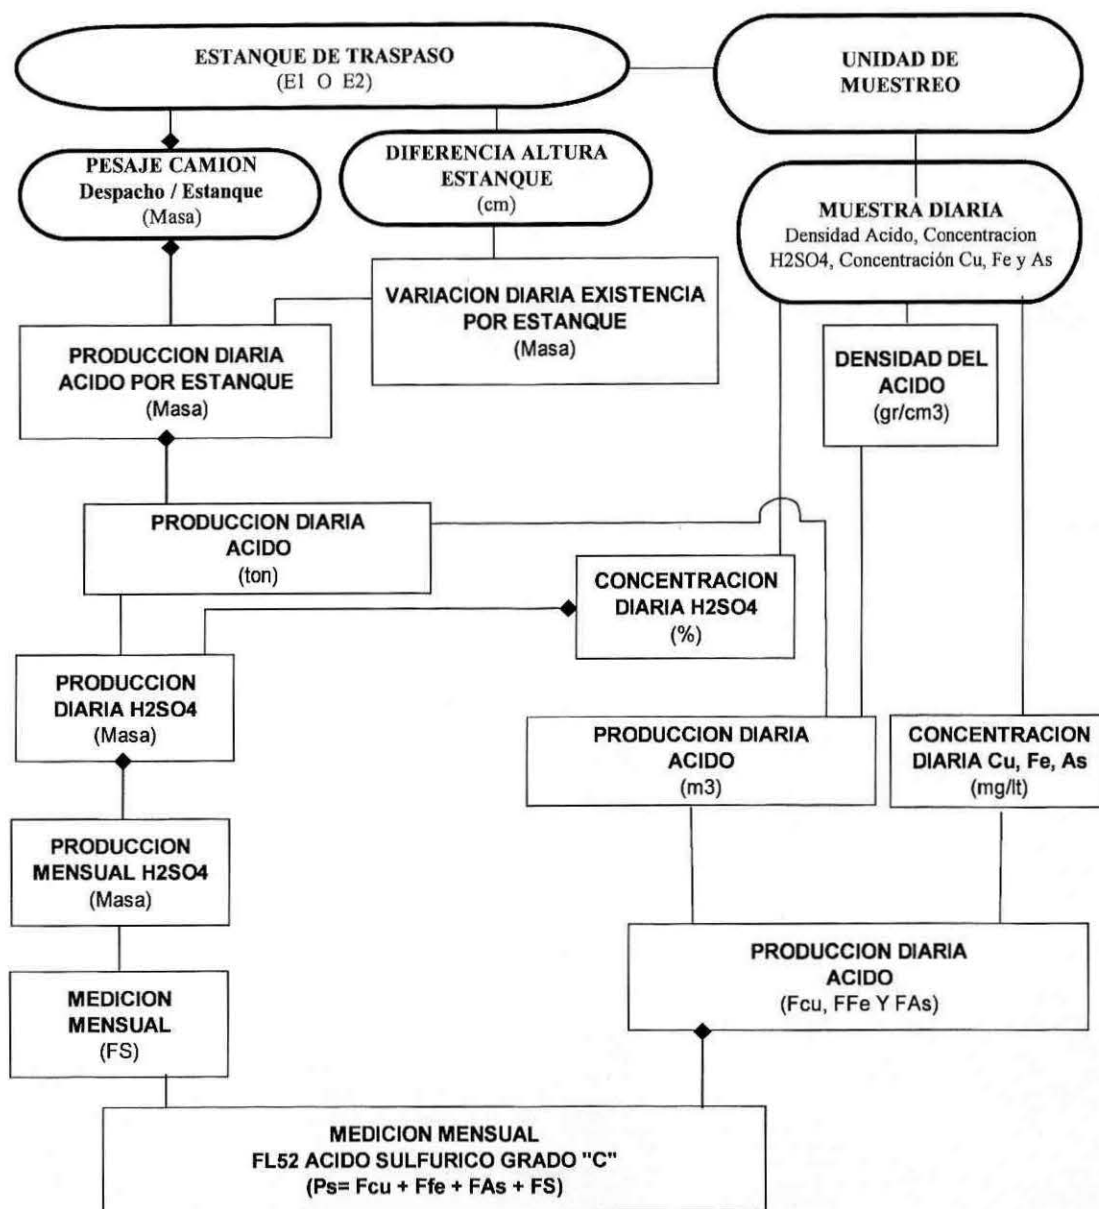 ESTANQUE DE TRASPASO
(E1 O E2)
UNIDAD DE
MUESTREO
PESAJE CAMION
Despacho / Estanque
(Masa)
DIFERENCIA ALTURA
ESTANQUE
(cm)
MUESTRA DIARIA
Densidad Acido, Concentracion
H2SO4, Concentración Cu, Fe y As
VARIACION DIARIA EXISTENCIA
POR ESTANQUE
(Masa)
PRODUCCION DIARIA
ACIDO POR ESTANQUE
(Masa)
DENSIDAD DEL
ACIDO
(gr/cm3)
PRODUCCION DIARIA
ACIDO
(ton)
CONCENTRACION
DIARIA H2SO4
(%)
PRODUCCION
DIARIA H2SO4
(Masa)
PRODUCCION DIARIA
ACIDO
(m3)
CONCENTRACION
DIARIA Cu, Fe, As
(mg/lt)
PRODUCCION
MENSUAL H2SO4
(Masa)
PRODUCCION DIARIA
ACIDO
(Fcu, FFe Y FAs)
MEDICION
MENSUAL
(FS)
MEDICION MENSUAL
FL52 ACIDO SULFURICO GRADO "C"
(Ps= Fcu + Ffe + FAs + FS)